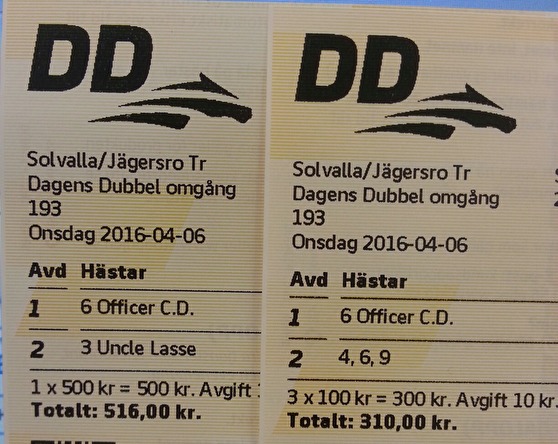 DD
Solvalla/Jägersro Tr
Dagens Dubbel omgång
193
Onsdag 2016-04-06
Avd Hästar
1 6 Officer C.D.
2 3 Uncle Lasse
1 x 500 kr = 500 kr. Avgift
Totalt: 516,00 kr.
DD
Solvalla/Jägersro Tr
Dagens Dubbel omgång
193
Onsdag 2016-04-06
Avd Hästar
1 6 Officer C.D.
2 4, 6, 9
3 x 100 kr = 300 kr. Avgift 10 kr.
Totalt: 310,00 kr.